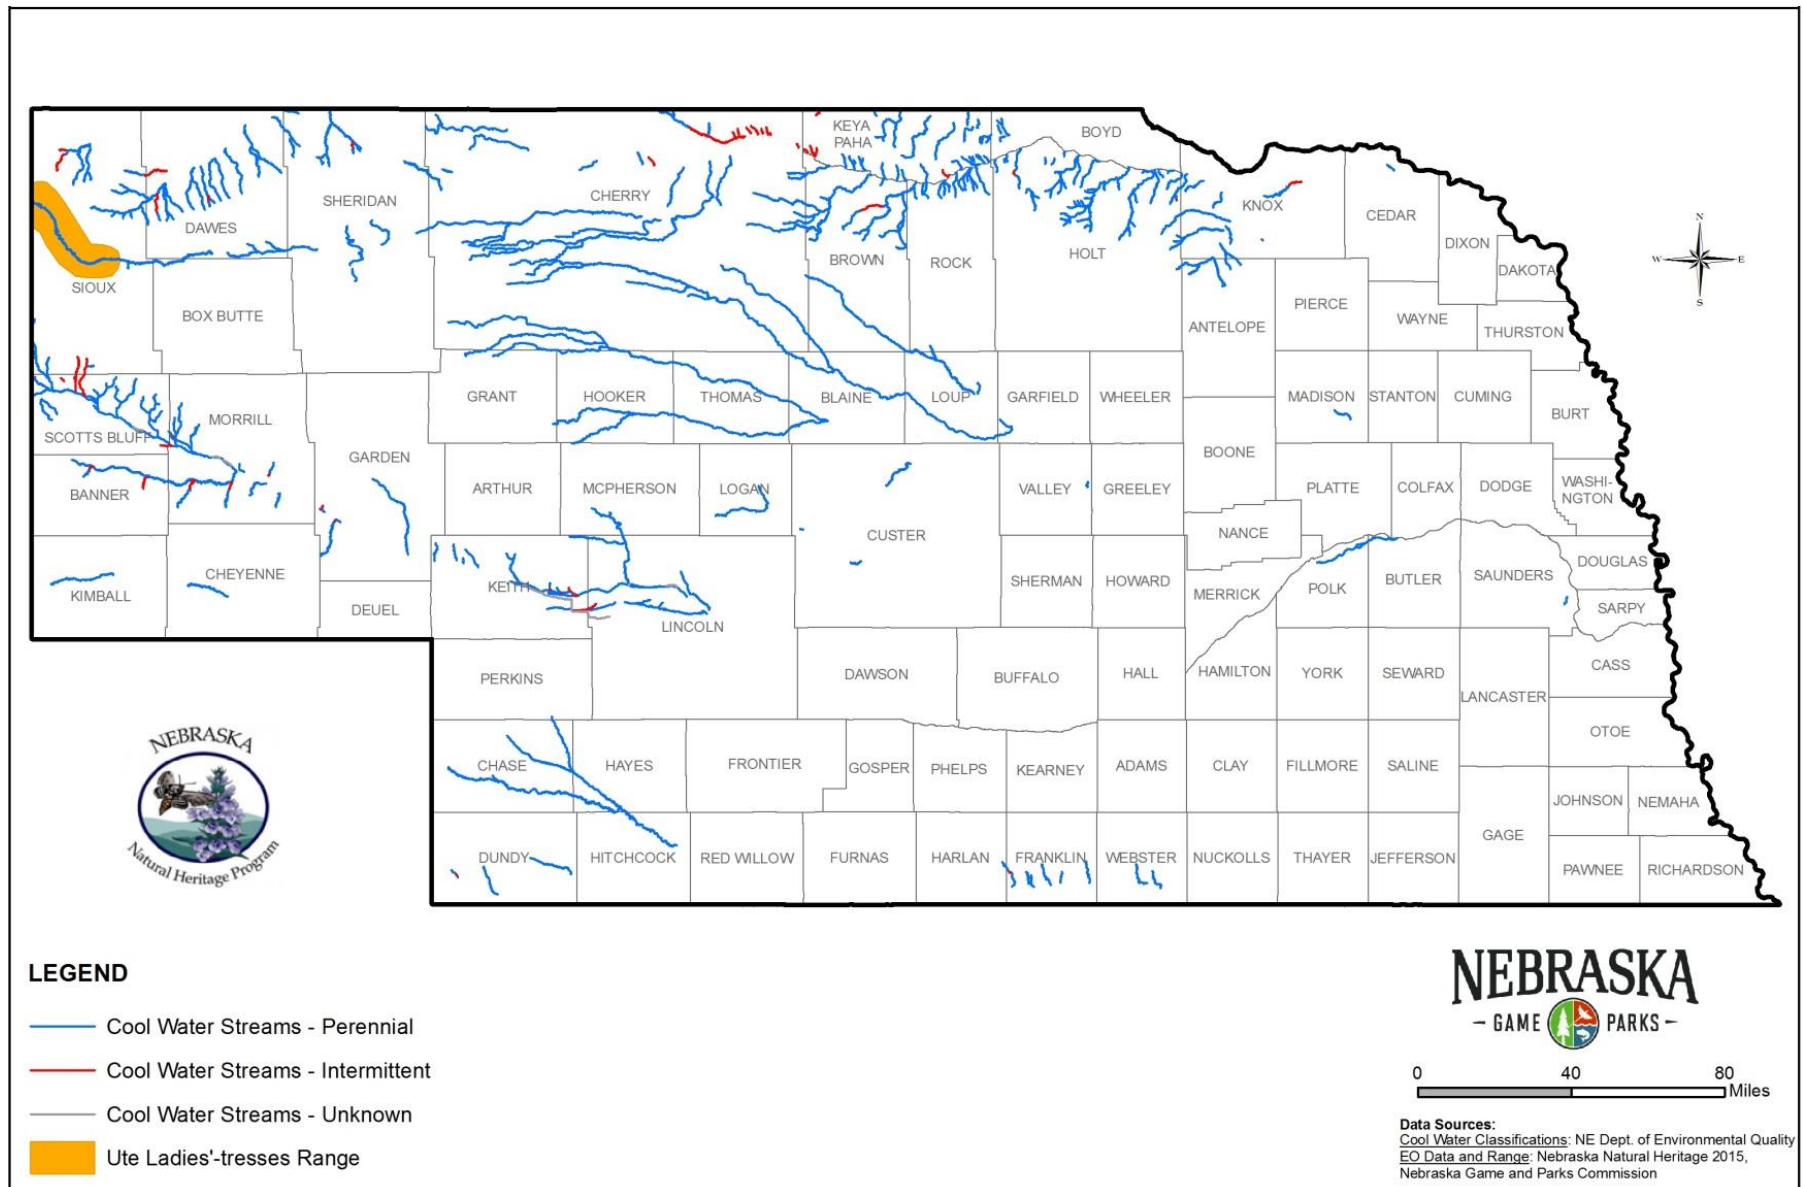 KEYA
PAHA
BOYD
SHERIDAN
CHERRY
KNOX
CEDAR
DAWES
DIXON
SIOUX
BROWN
ROCK
HOLT
DAKOTA
BOX BUTTE
PIERCE
WAYNE
ANTELOPE
THURSTON
GRANT
HOOKER
THOMAS
BLAINE
LOUP
GARFIELD
WHEELER
MADISON
STANTON
CUMING
BURT
MORRILL
SCOTTS BLUFF
GARDEN
BOONE
BANNER
ARTHUR
MCPHERSON
LOGAN
VALLEY
GREELEY
PLATTE
COLFAX
DODGE
WASHI-
NGTON
CUSTER
NANCE
DOUGLAS
CHEYENNE
KIMBALL
DEUEL
KEITH
LINCOLN
SHERMAN
HOWARD
MERRICK
POLK
BUTLER
SAUNDERS
SARPY
PERKINS
DAWSON
BUFFALO
HALL
HAMILTON
YORK
SEWARD
LANCASTER
CASS
OTOE
CHASE
HAYES
FRONTIER
GOSPER
PHELPS
KEARNEY
ADAMS
CLAY
FILLMORE
SALINE
JOHNSON
NEMAHA
GAGE
DUNDY
HITCHCOCK
RED WILLOW
FURNAS
HARLAN
FRANKLIN
WEBSTER
NUCKOLLS
THAYER
JEFFERSON
PAWNEE
RICHARDSON
N
W
E
S
NEBRASKA
Natural Heritage Program
LEGEND
Cool Water Streams - Perennial
Cool Water Streams - Intermittent
Cool Water Streams - Unknown
Ute Ladies'-tresses Range
NEBRASKA
- GAME PARKS -
0 40 80
Miles
Data Sources:
Cool Water Classifications: NE Dept. of Environmental Quality
EO Data and Range: Nebraska Natural Heritage 2015,
Nebraska Game and Parks Commission